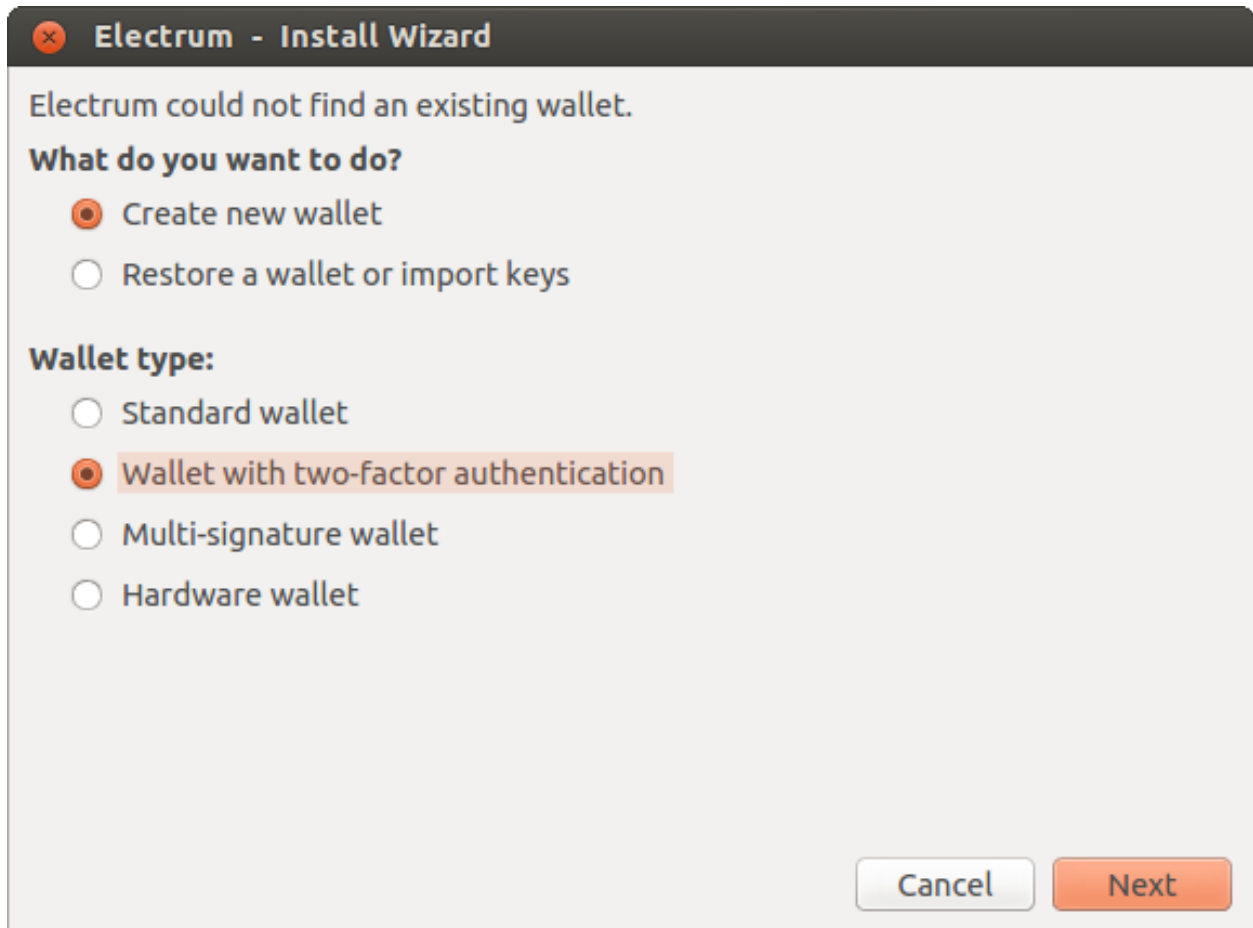 Electrum - Install Wizard
Electrum could not find an existing wallet.
What do you want to do?
Create new wallet
Restore a wallet or import keys
Wallet type:
Standard wallet
Wallet with two-factor authentication
Multi-signature wallet
Hardware wallet
Cancel Next